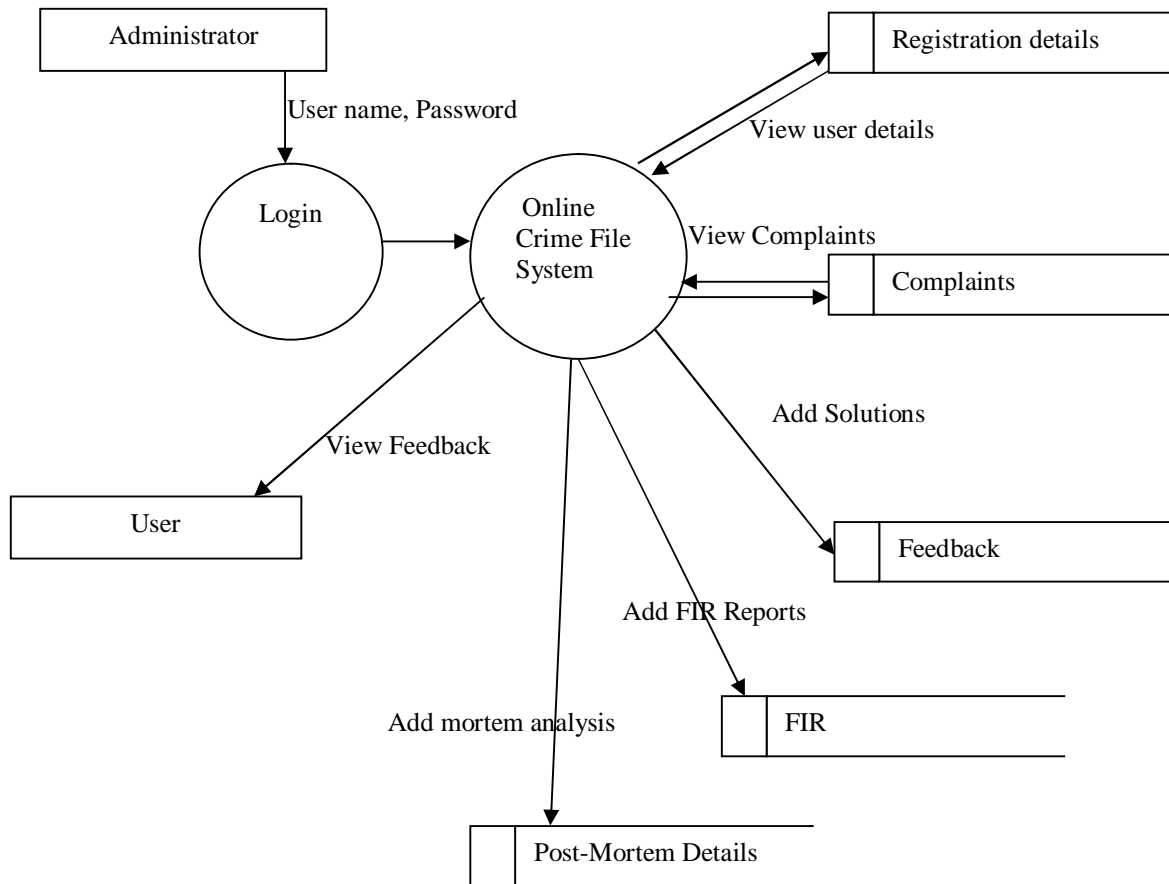 Administrator
Registration details
User name, Password
View user details
Login
Online
Crime File
System
View Complaints
Complaints
Add Solutions
View Feedback
User
Feedback
Add FIR Reports
Add mortem analysis
FIR
Post-Mortem Details